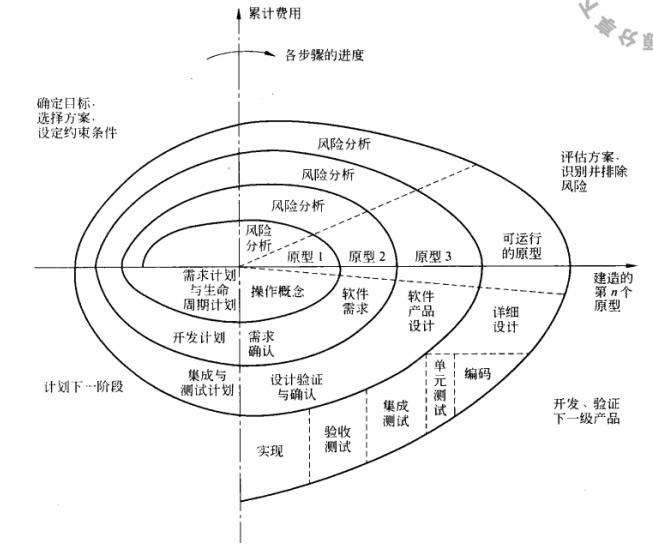 累计费用
各步骤的进度
确定目标,
选择方案,
设定约束条件
评估方案,
识别并排除
风险
风险分析
风险分析
风险分析
风险
分析
原型 1
原型 2
原型 3
可运行
的原型
建造的
第 n 个
原型
需求计划
与生命
周期计划
操作概念
软件
需求
软件
产品
设计
详细
设计
开发计划
需求
确认
集成与
测试计划
设计验证
与确认
单
元
测
试
编码
集成
测试
验收
测试
实现
计划下一阶段
开发、验证
下一级产品
源分享下